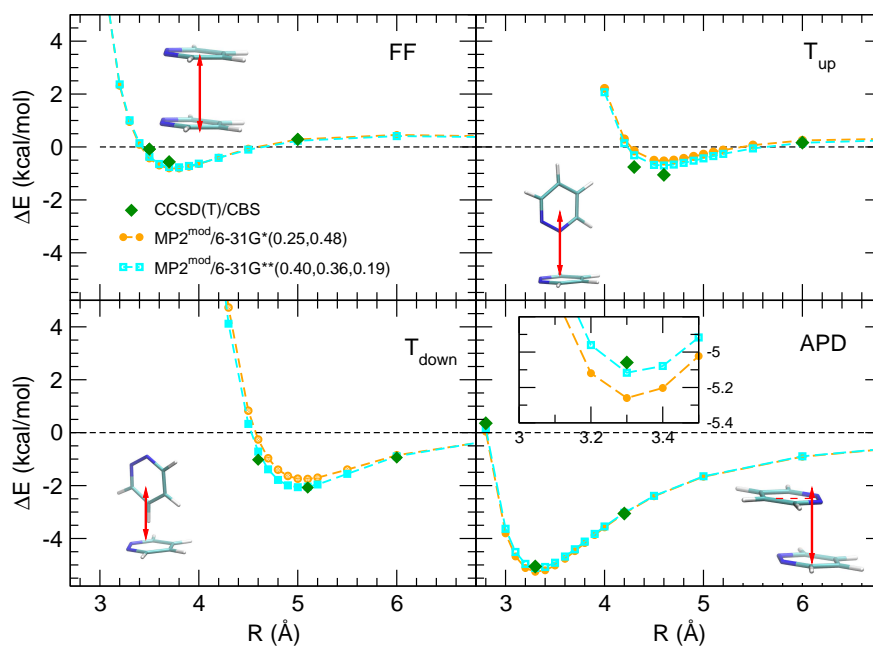 FF
4
2
0
-2
-4
ΔE (kcal/mol)
CCSD(T)/CBS
MP2^mod/6-31G*(0.25,0.48)
MP2^mod/6-31G**(0.40,0.36,0.19)
T_up
T_down
4
2
0
-2
-4
ΔE (kcal/mol)
3 4 5 6
R (Å)
APD
-5
-5.2
-5.4
3 3.2 3.4
3 4 5 6
R (Å)